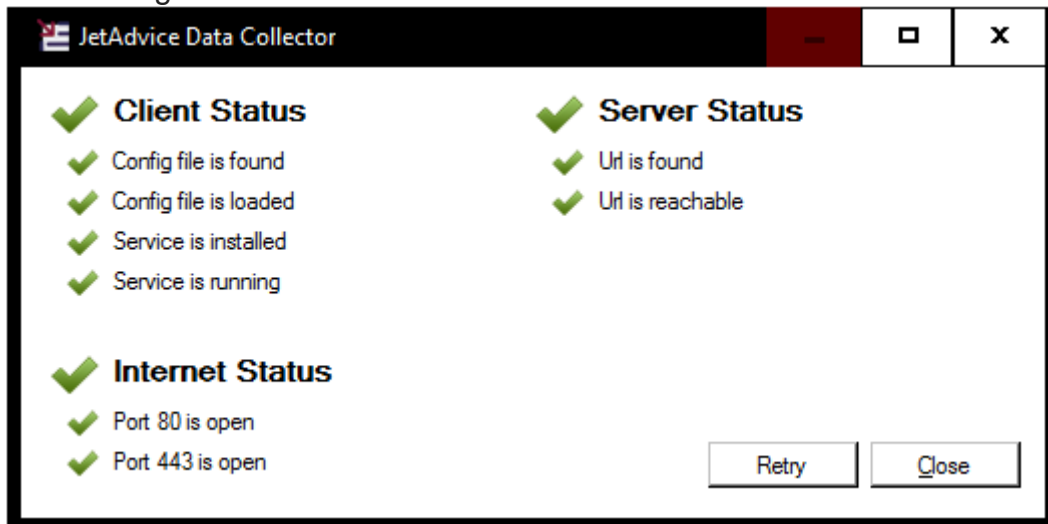 JetAdvice Data Collector
Client Status
Config file is found
Config file is loaded
Service is installed
Service is running
Server Status
Url is found
Url is reachable
Internet Status
Port 80 is open
Port 443 is open
Retry
Close